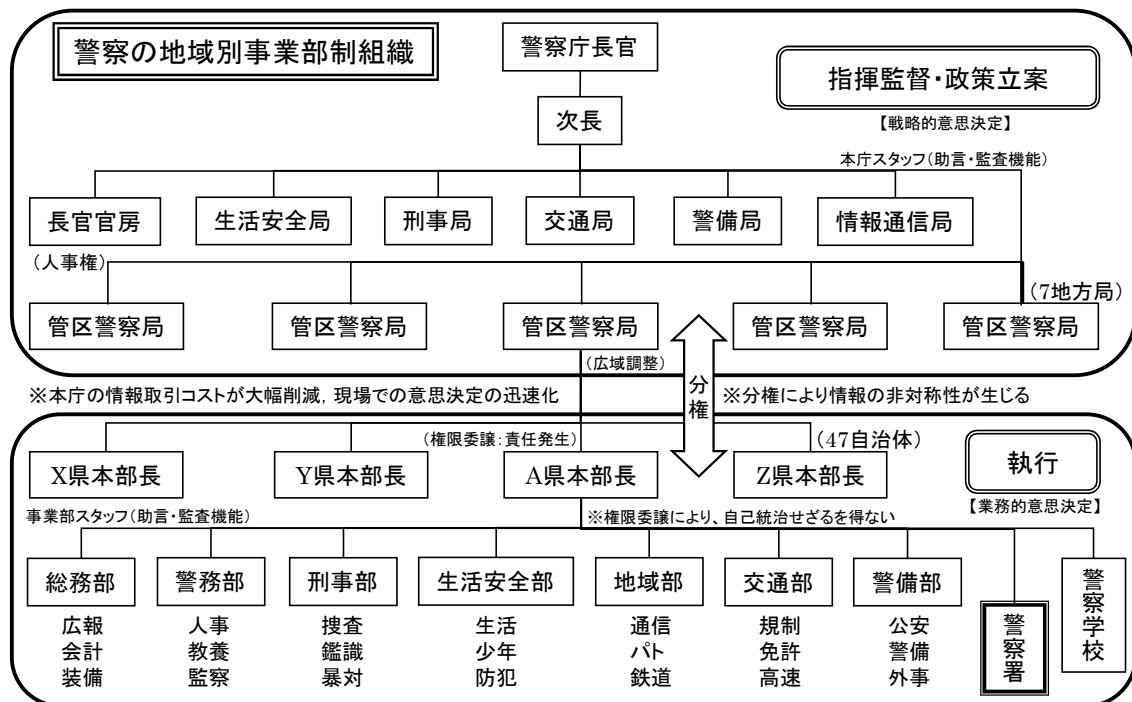 警察の地域別事業部制組織
警察庁長官
指揮監督・政策立案
【戦略的意思決定】
次長
本庁スタッフ(助言・監査機能)
長官官房
生活安全局
刑事局
交通局
警備局
情報通信局
(人事権)
(7地方局)
管区警察局
管区警察局
管区警察局
管区警察局
管区警察局
(広域調整)
分権
※本庁の情報取引コストが大幅削減, 現場での意思決定の迅速化
※分権により情報の非対称性が生じる
(権限委譲:責任発生)
(47自治体)
X県本部長
Y県本部長
A県本部長
Z県本部長
執行
【業務的意思決定】
事業部スタッフ(助言・監査機能)
※権限委譲により、自己統治せざるを得ない
総務部
警務部
刑事部
生活安全部
地域部
交通部
警備部
警察署
警察学校
広報
会計
装備
人事
教養
監察
捜査
鑑識
暴対
生活
少年
防犯
通信
パト
鉄道
規制
免許
高速
公安
警備
外事